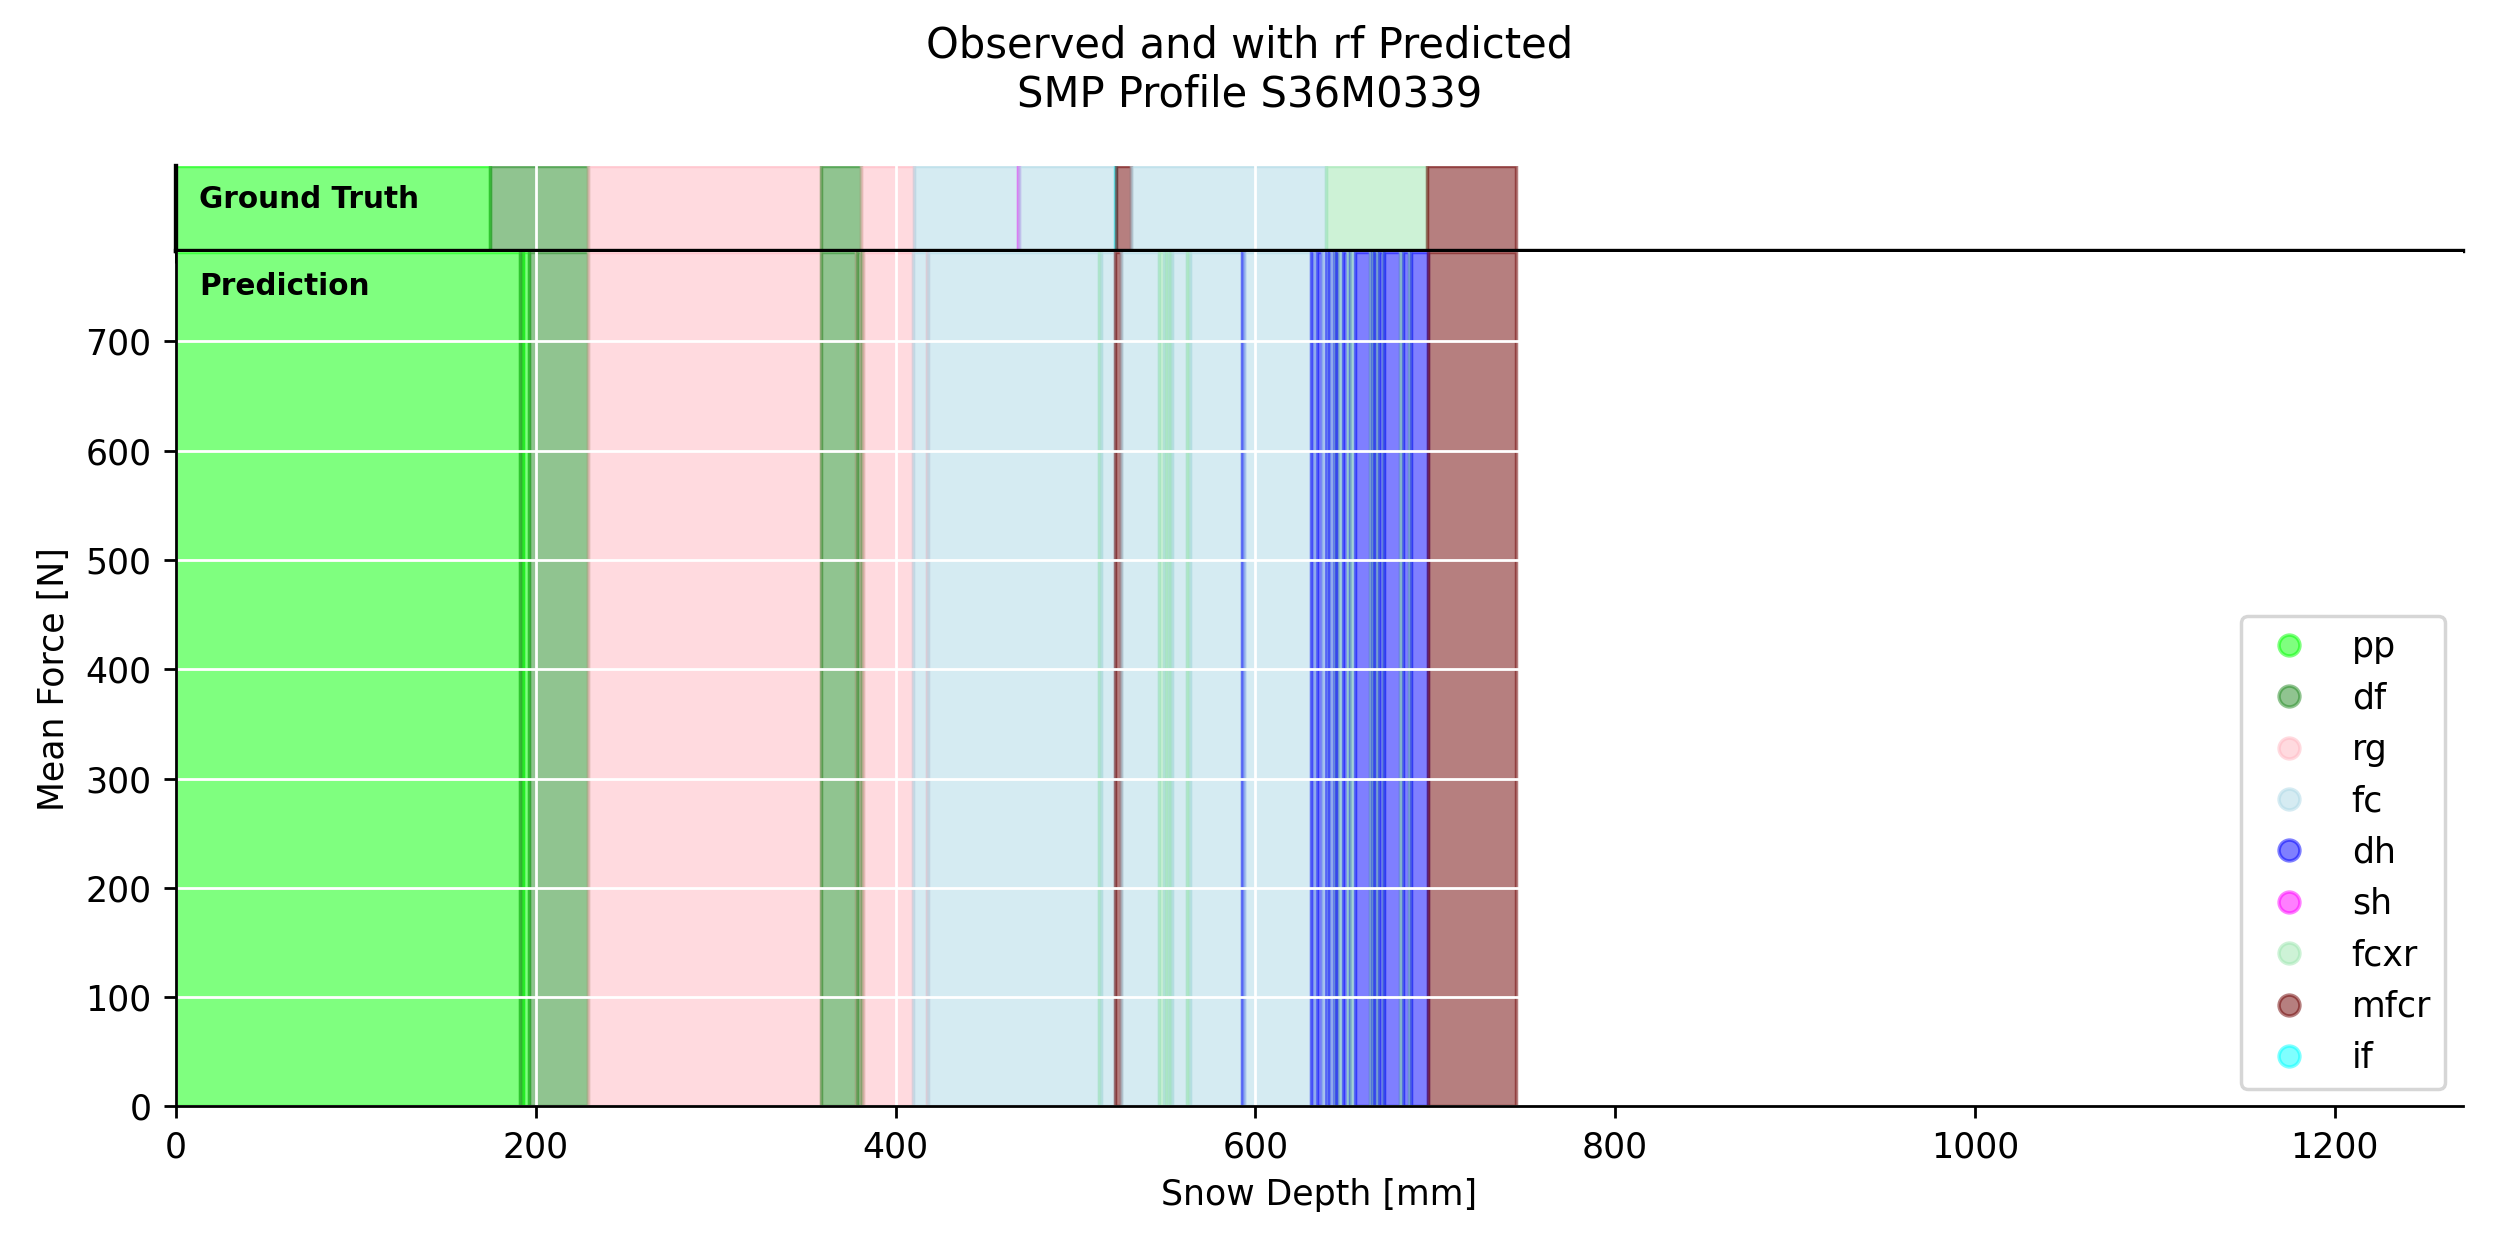 Observed and with rf Predicted
SMP Profile S36M0339
Ground Truth
Prediction
700
600
500
400
300
200
100
0
Mean Force [N]
0 200 400 600 800 1000 1200
Snow Depth [mm]
pp
df
rg
fc
dh
sh
fcxr
mfcr
if